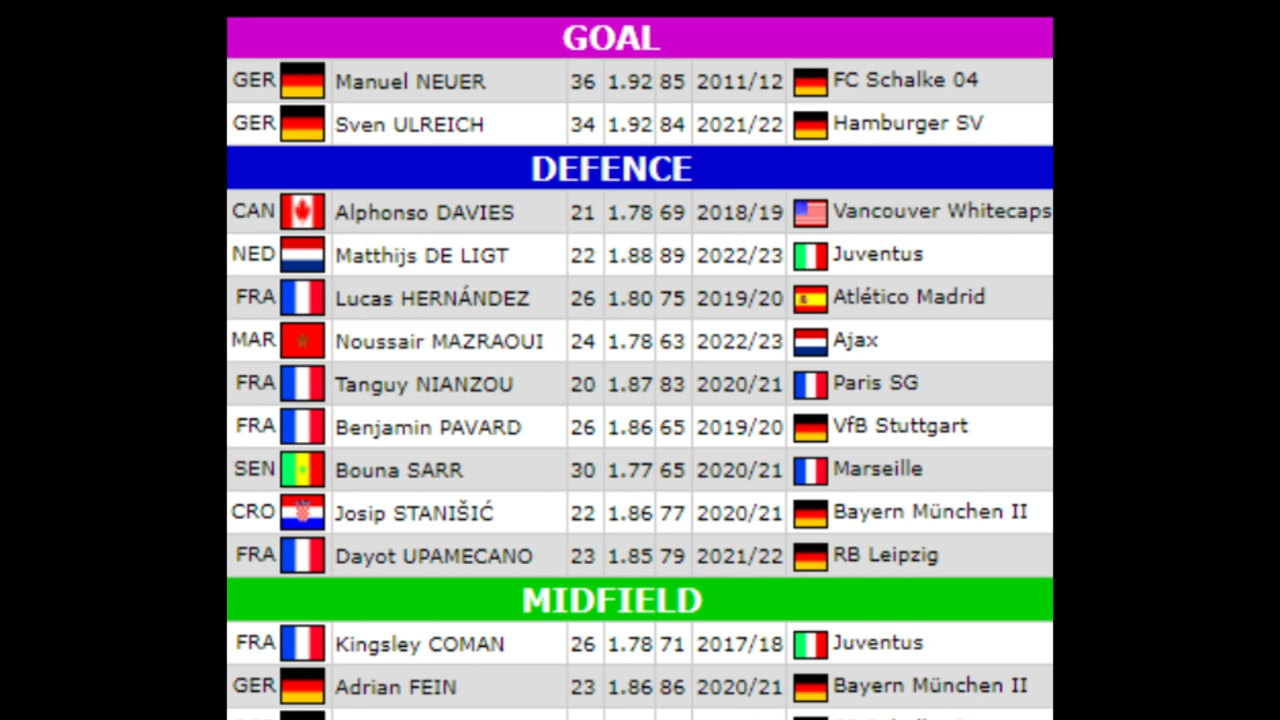 GOAL
GER Manuel NEUER 36 1.92 85 2011/12 FC Schalke 04
GER Sven ULREICH 34 1.92 84 2021/22 Hamburger SV
DEFENCE
CAN Alphonso DAVIES 21 1.78 69 2018/19 Vancouver Whitecaps
NED Matthijs DE LIGT 22 1.88 89 2022/23 Juventus
FRA Lucas HERNÁNDEZ 26 1.80 75 2019/20 Atlético Madrid
MAR Noussair MAZRAOUI 24 1.78 63 2022/23 Ajax
FRA Tanguy NIANZOU 20 1.87 83 2020/21 Paris SG
FRA Benjamin PAVARD 26 1.86 65 2019/20 VfB Stuttgart
SEN Bouna SARR 30 1.77 65 2020/21 Marseille
CRO Josip STANIŠIĆ 22 1.86 77 2020/21 Bayern München II
FRA Dayot UPAMECANO 23 1.85 79 2021/22 RB Leipzig
MIDFIELD
FRA Kingsley COMAN 26 1.78 71 2017/18 Juventus
GER Adrian FEIN 23 1.86 86 2020/21 Bayern München II